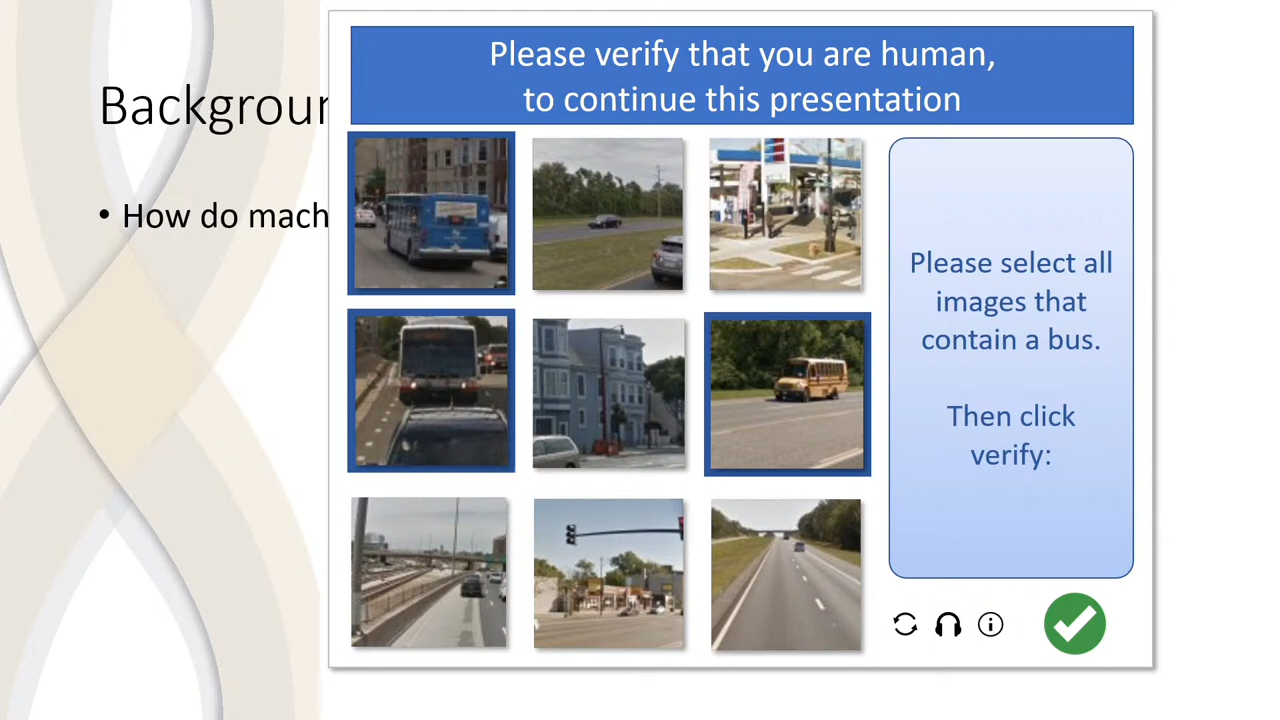 Please verify that you are human,
to continue this presentation
Backgroun
• How do mach
Please select all
images that
contain a bus.
Then click
verify: